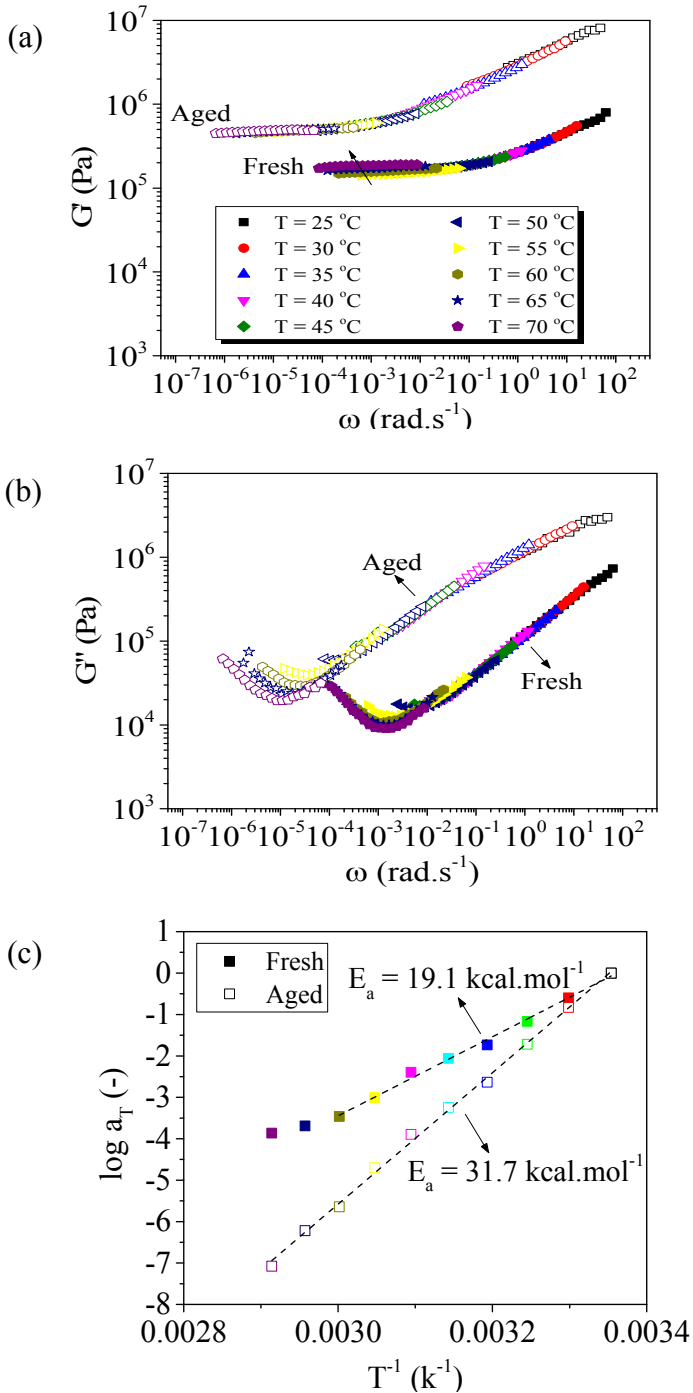 (a)
10⁷
10⁶
10⁵
10⁴
10³
G' (Pa)
Aged
Fresh
T = 25 °C
T = 50 °C
T = 30 °C
T = 55 °C
T = 35 °C
T = 60 °C
T = 40 °C
T = 65 °C
T = 45 °C
T = 70 °C
10⁻⁷ 10⁻⁶ 10⁻⁵ 10⁻⁴ 10⁻³ 10⁻² 10⁻¹ 10⁰ 10¹ 10²
ω (rad.s⁻¹)
(b)
10⁷
10⁶
10⁵
10⁴
10³
G'' (Pa)
Aged
Fresh
10⁻⁷ 10⁻⁶ 10⁻⁵ 10⁻⁴ 10⁻³ 10⁻² 10⁻¹ 10⁰ 10¹ 10²
ω (rad.s⁻¹)
(c)
1
0
-1
-2
-3
-4
-5
-6
-7
-8
log a_T (-)
Fresh
Aged
E_a = 19.1 kcal.mol⁻¹
E_a = 31.7 kcal.mol⁻¹
0.0028 0.0030 0.0032 0.0034
T⁻¹ (k⁻¹)